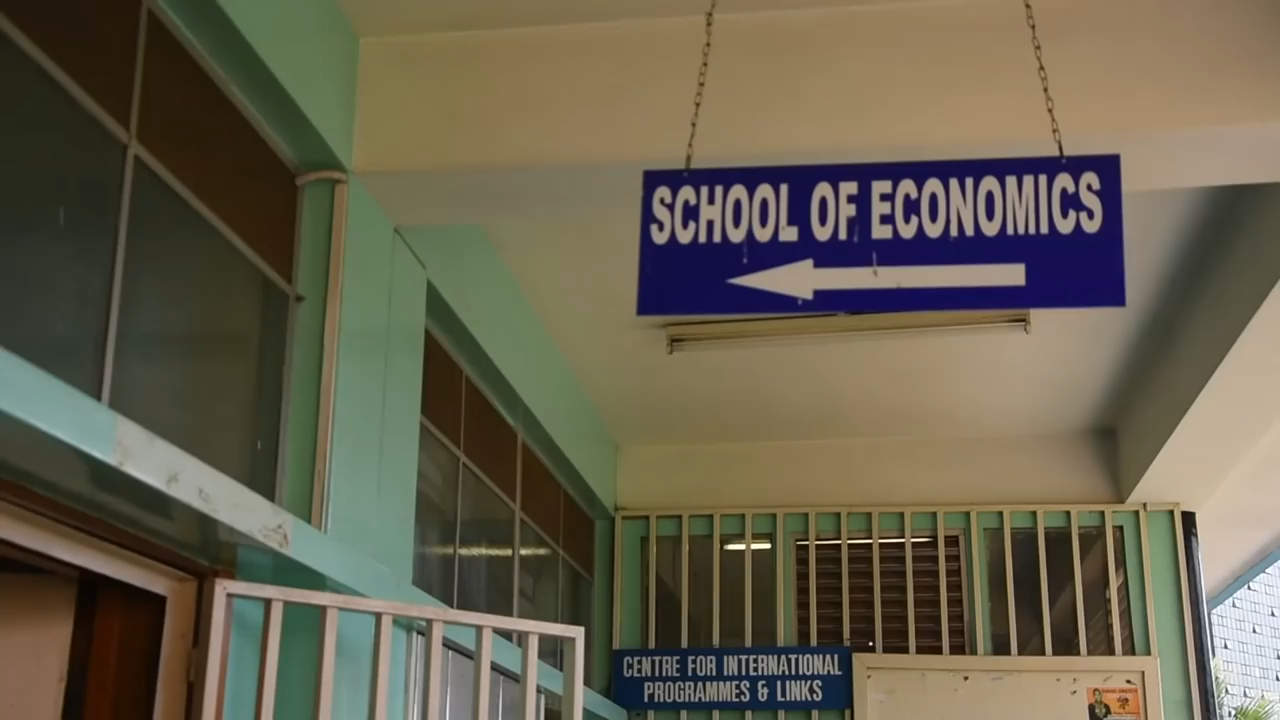 SCHOOL OF ECONOMICS
CENTRE FOR INTERNATIONAL
PROGRAMMES & LINKS